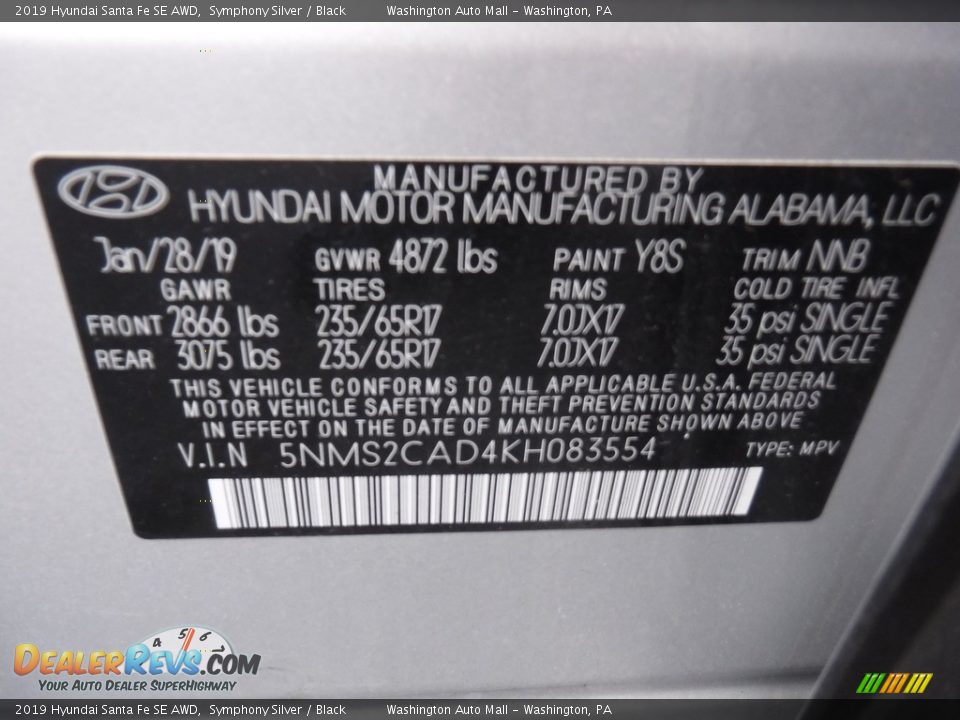 2019 Hyundai Santa Fe SE AWD, Symphony Silver / Black Washington Auto Mall - Washington, PA
MANUFACTURED BY
HYUNDAI MOTOR MANUFACTURING ALABAMA, LLC
Jan/28/19 GVWR 4872 lbs PAINT Y8S TRIM NNB
GAWR TIRES RIMS COLD TIRE INFL
FRONT 2866 lbs 235/65R17 7.0JX17 35 psi SINGLE
REAR 3075 lbs 235/65R17 7.0JX17 35 psi SINGLE
THIS VEHICLE CONFORMS TO ALL APPLICABLE U.S.A. FEDERAL
MOTOR VEHICLE SAFETY AND THEFT PREVENTION STANDARDS
IN EFFECT ON THE DATE OF MANUFACTURE SHOWN ABOVE
V.I.N 5NMS2CAD4KH083554 TYPE: MPV
4 5 6 7
DEALERREVS.COM
YOUR AUTO DEALER SUPERHIGHWAY
2019 Hyundai Santa Fe SE AWD, Symphony Silver / Black Washington Auto Mall - Washington, PA